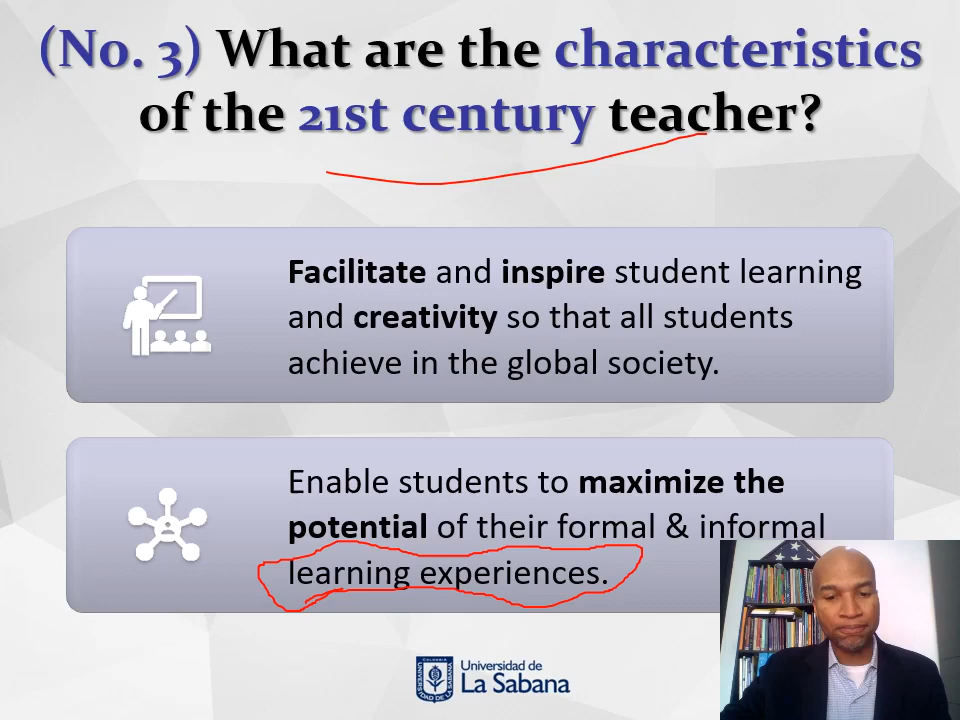 (No. 3) What are the characteristics
of the 21st century teacher?
Facilitate and inspire student learning
and creativity so that all students
achieve in the global society.
Enable students to maximize the
potential of their formal & informal
learning experiences.
Universidad de
La Sabana